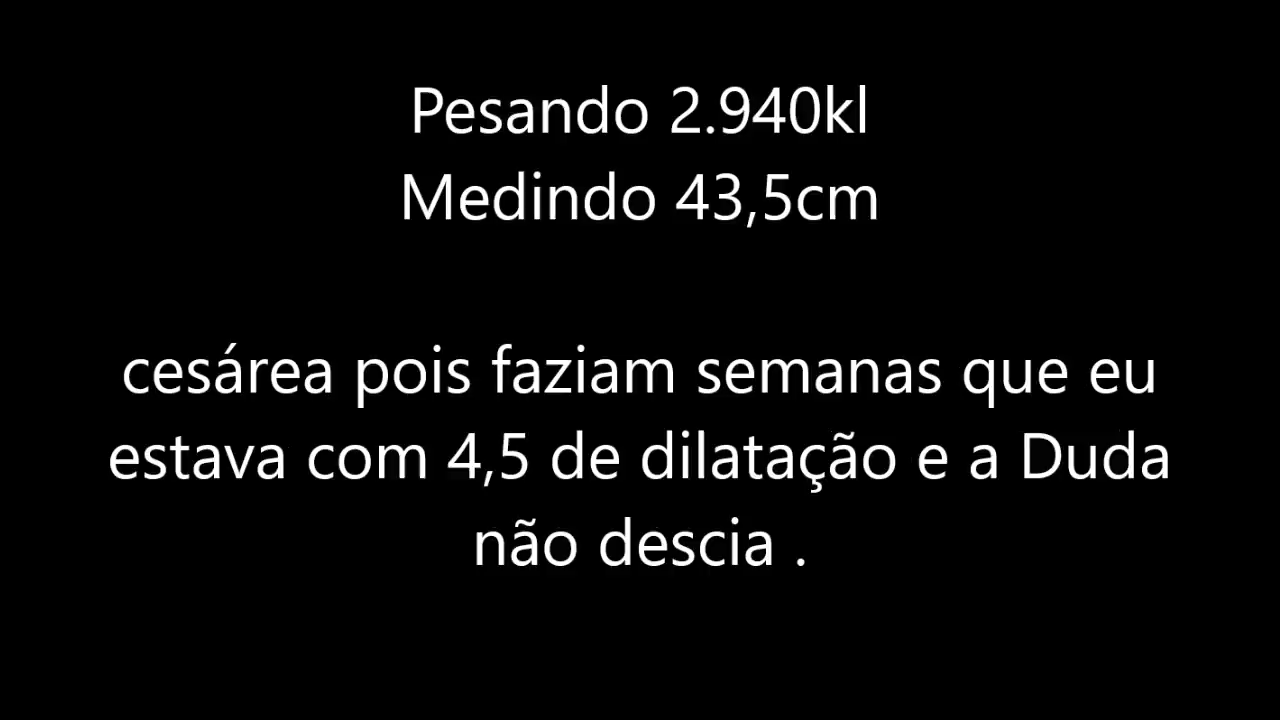 Pesando 2.940kl
Medindo 43,5cm
cesárea pois faziam semanas que eu
estava com 4,5 de dilatação e a Duda
não descia .